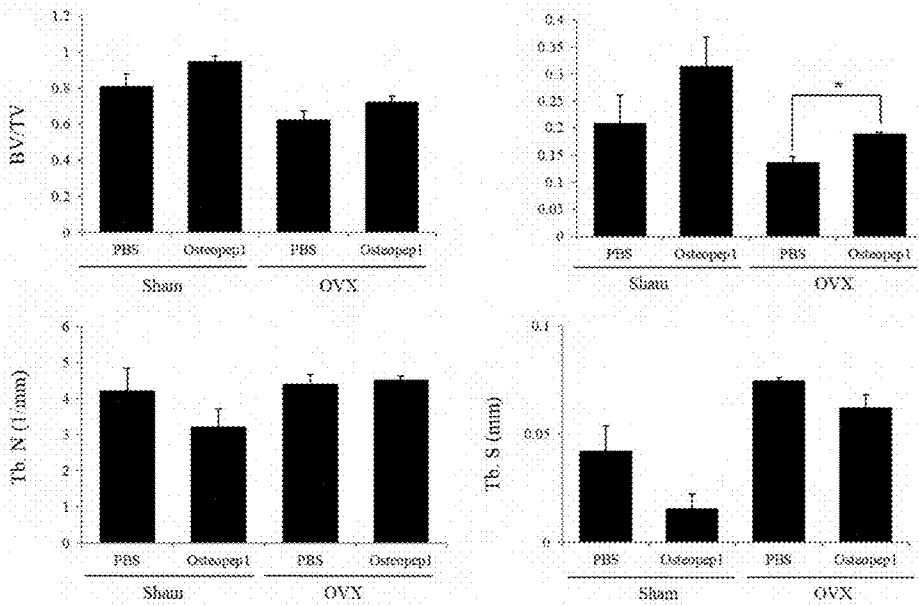 1.2
1
0.8
0.6
0.4
0.2
0
BV/TV
PBS Osteopep1 PBS Osteopep1
Sham OVX
0.4
0.35
0.3
0.25
0.2
0.15
0.1
0.05
0
*
PBS Osteopep1 PBS Osteopep1
Sham OVX
6
5
4
3
2
1
0
Tb. N (1/mm)
PBS Osteopep1 PBS Osteopep1
Sham OVX
0.1
0.05
0
Tb. S (mm)
PBS Osteopep1 PBS Osteopep1
Sham OVX